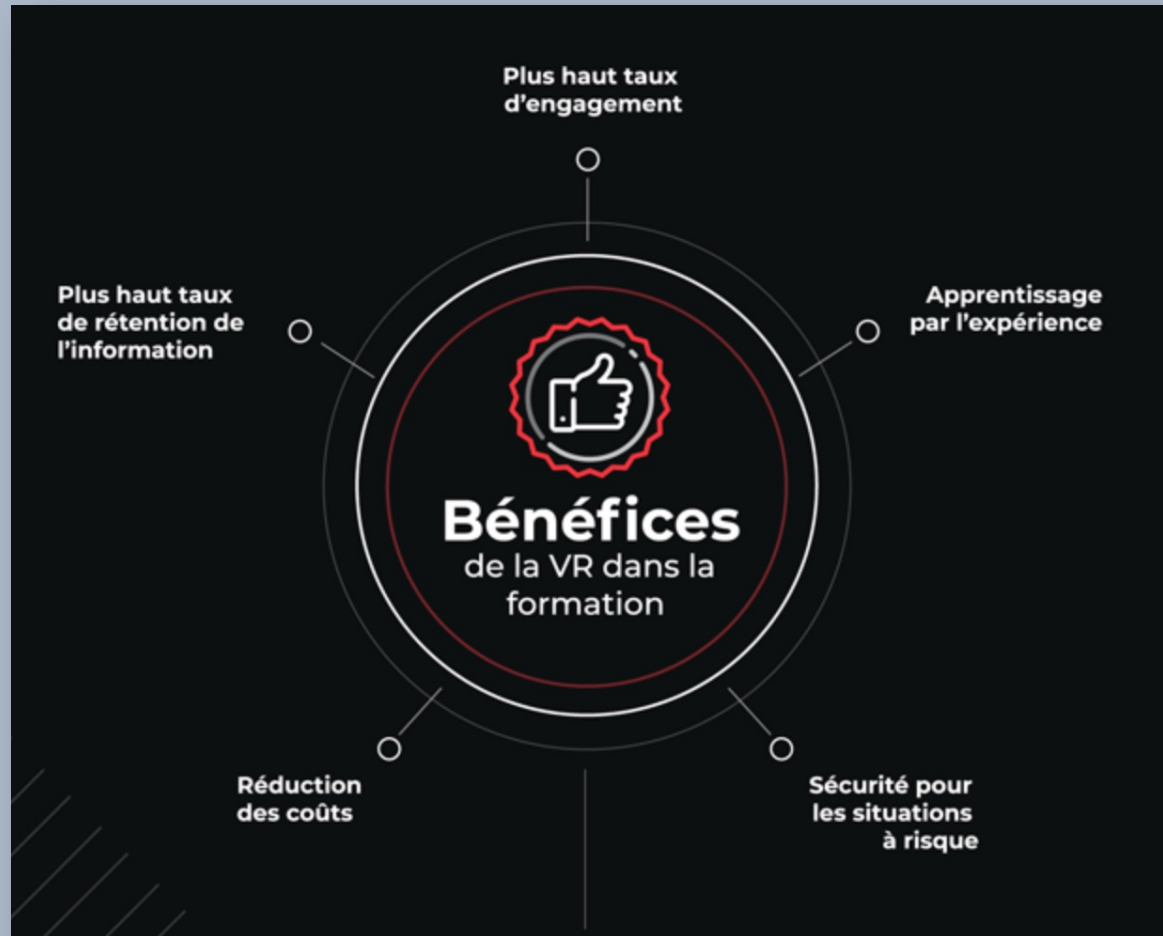 Plus haut taux
d’engagement
Plus haut taux
de rétention de
l’information
Apprentissage
par l’expérience
Bénéfices
de la VR dans la
formation
Réduction
des coûts
Sécurité pour
les situations
à risque